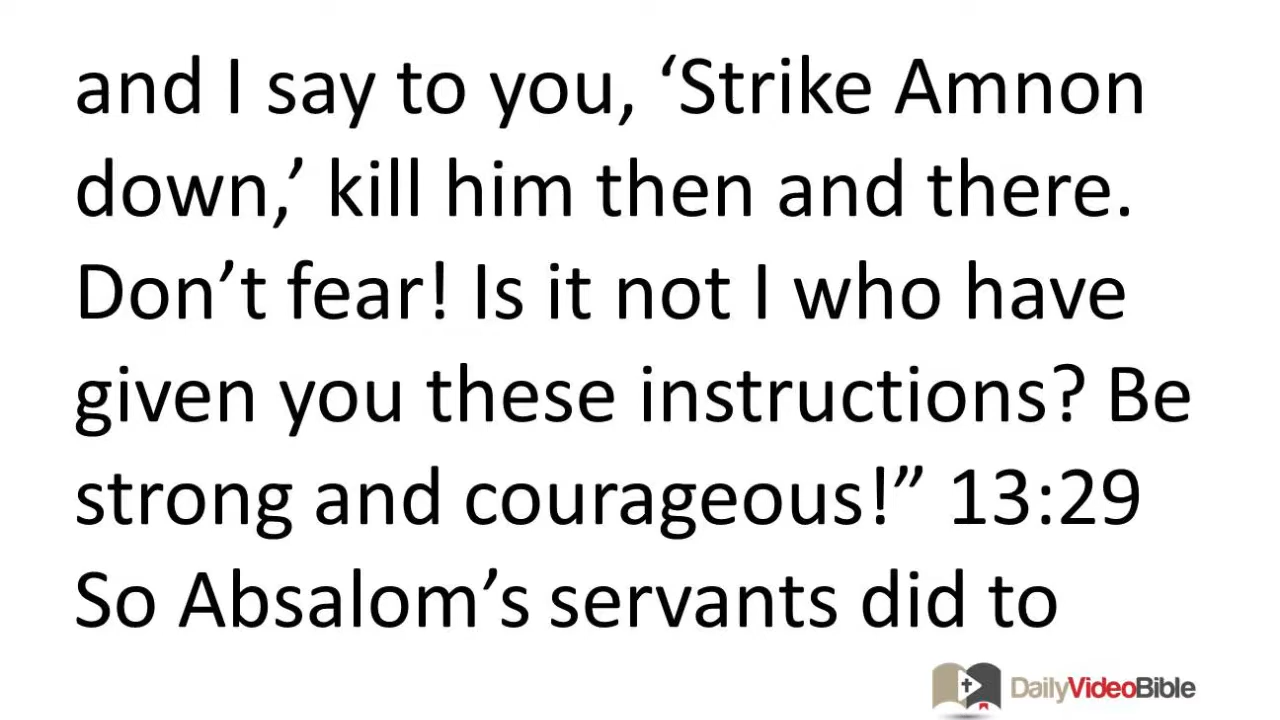 and I say to you, ‘Strike Amnon
down,’ kill him then and there.
Don’t fear! Is it not I who have
given you these instructions? Be
strong and courageous!” 13:29
So Absalom’s servants did to
DailyVideoBible